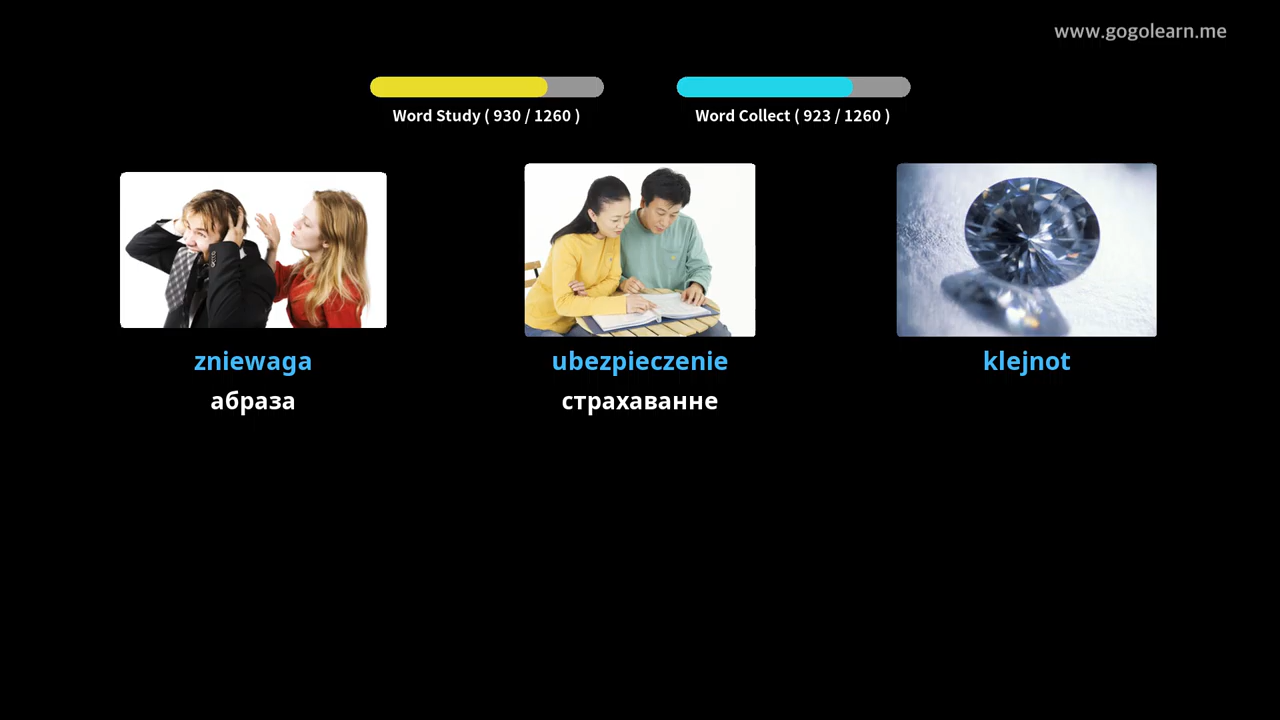 www.gogolearn.me
Word Study ( 930 / 1260 )
Word Collect ( 923 / 1260 )
zniewaga
ubezpieczenie
klejnot
абраза
страхаванне